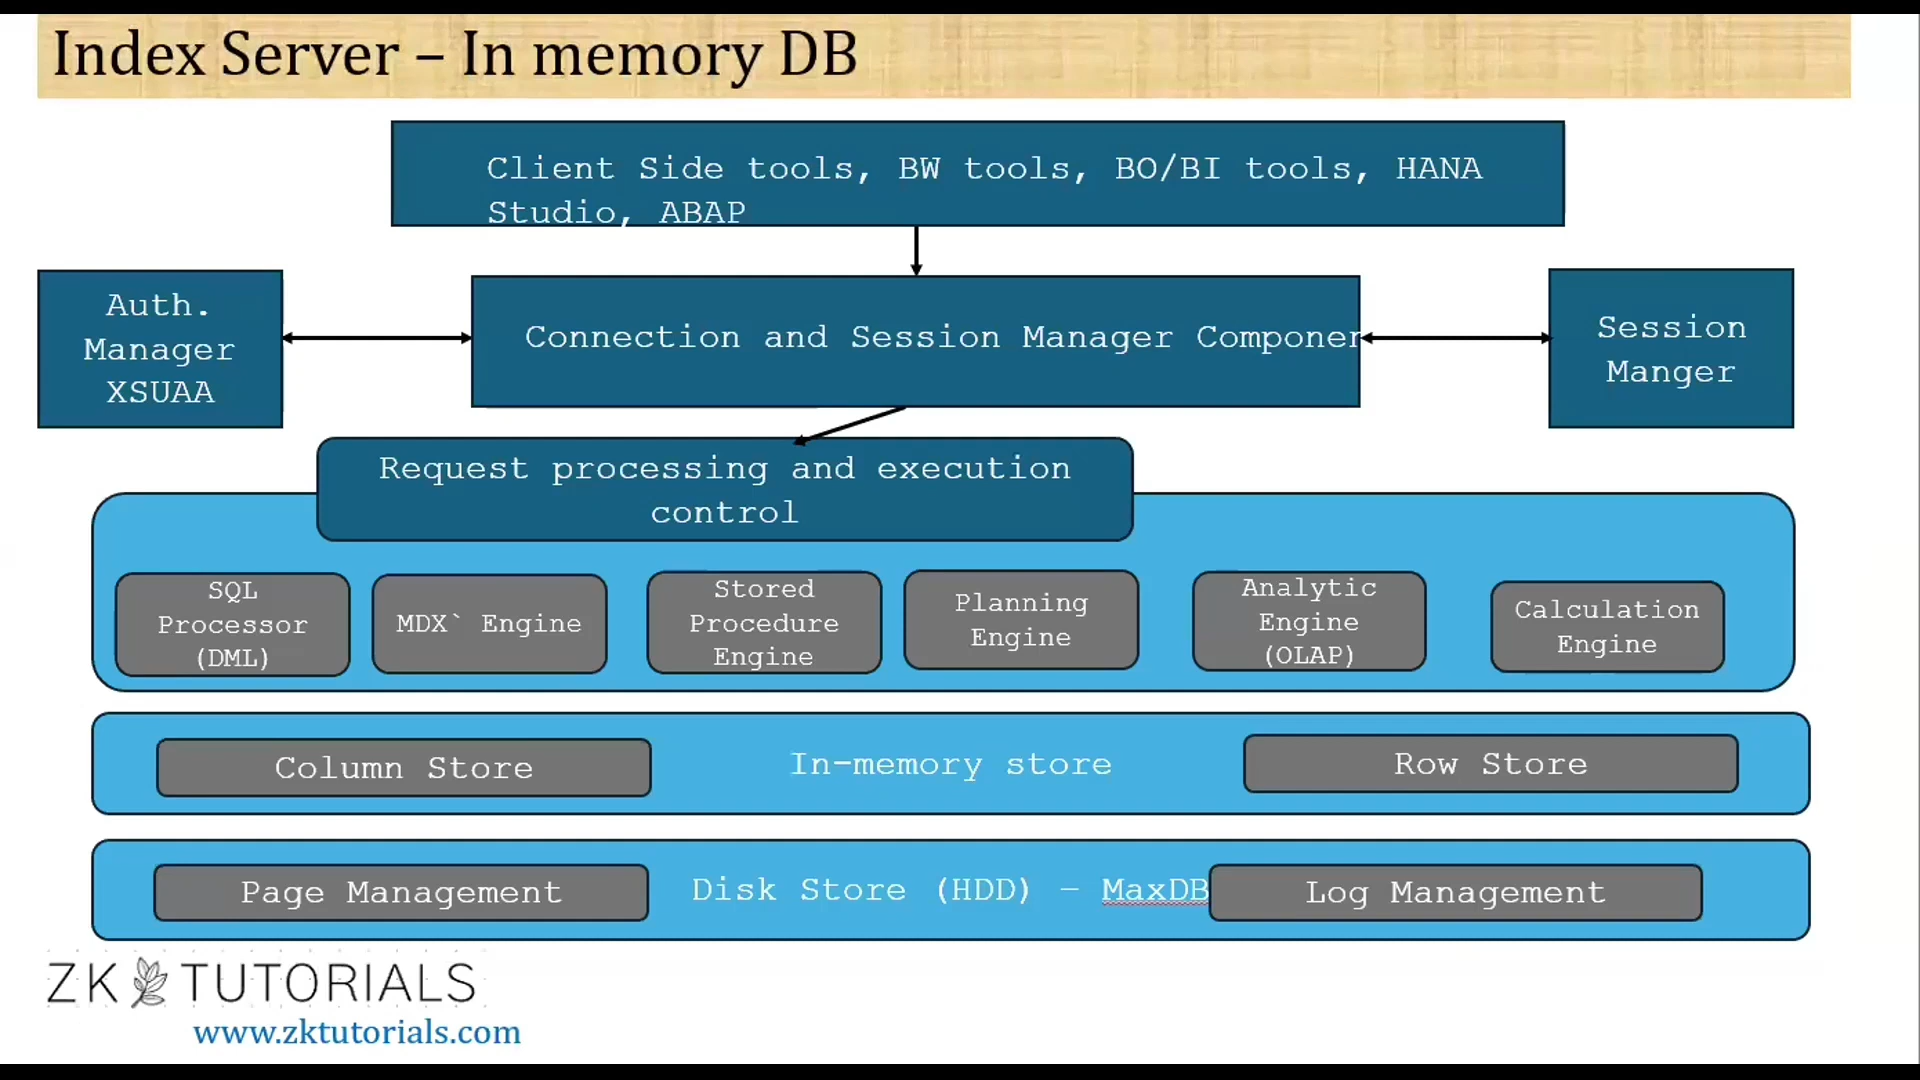 Index Server – In memory DB
Client Side tools, BW tools, BO/BI tools, HANA
Studio, ABAP
Auth.
Manager
XSUAA
Connection and Session Manager Componen
Session
Manger
Request processing and execution
control
SQL
Processor
(DML)
MDX` Engine
Stored
Procedure
Engine
Planning
Engine
Analytic
Engine
(OLAP)
Calculation
Engine
Column Store
In-memory store
Row Store
Page Management
Disk Store (HDD) – MaxDB
Log Management
ZK TUTORIALS
www.zktutorials.com